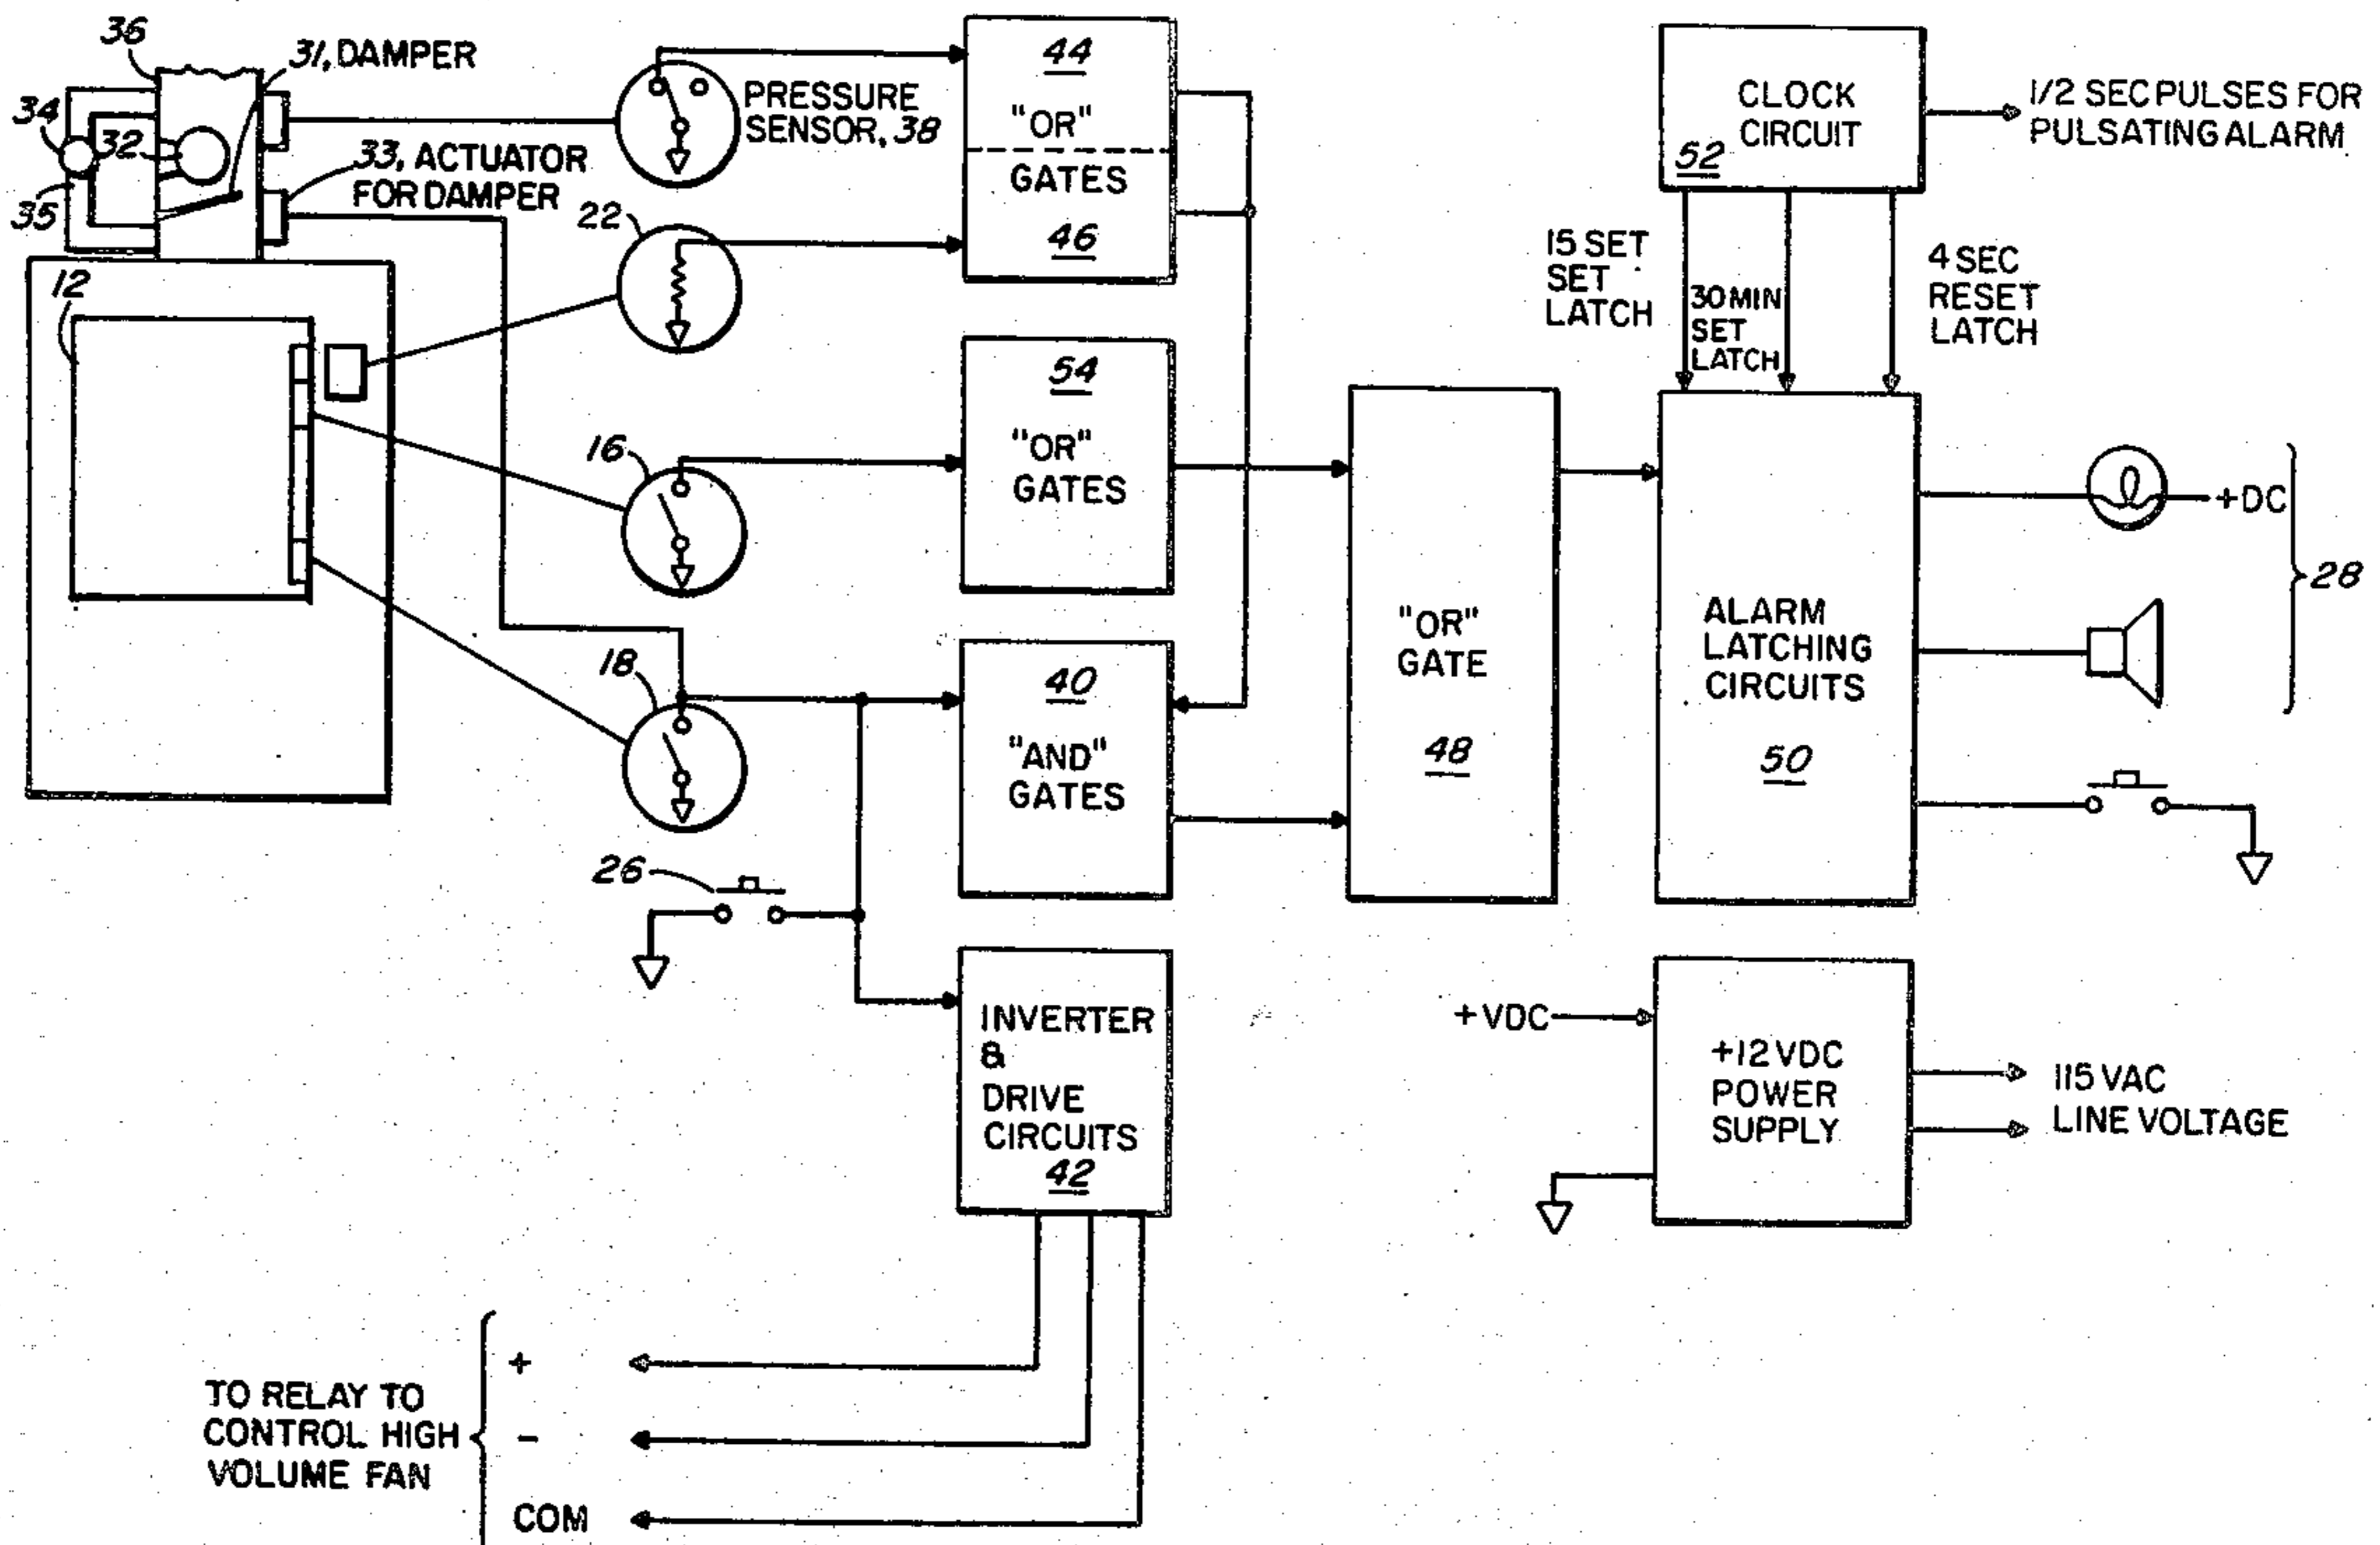 36
31, DAMPER
34
32
35
33, ACTUATOR
FOR DAMPER
12
PRESSURE
SENSOR, 38
22
16
18
26
44
"OR"
GATES
46
54
"OR"
GATES
40
"AND"
GATES
INVERTER
&
DRIVE
CIRCUITS
42
"OR"
GATE
48
CLOCK
CIRCUIT
52
1/2 SEC PULSES FOR
PULSATING ALARM
15 SET
SET
LATCH
30 MIN
SET
LATCH
4 SEC
RESET
LATCH
ALARM
LATCHING
CIRCUITS
50
+DC
28
+VDC
+12 VDC
POWER
SUPPLY
115 VAC
LINE VOLTAGE
TO RELAY TO
CONTROL HIGH
VOLUME FAN
+
-
COM